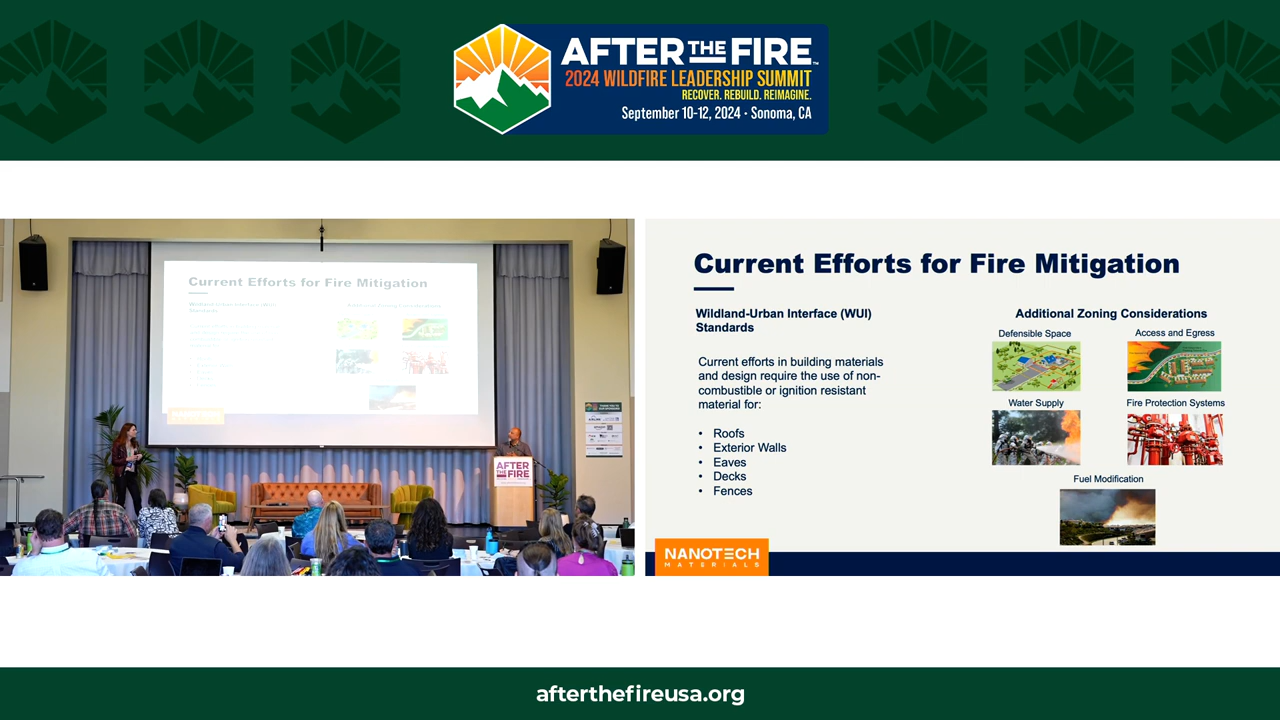 AFTER THE FIRE™
2024 WILDFIRE LEADERSHIP SUMMIT
RECOVER. REBUILD. REIMAGINE.
September 10-12, 2024 • Sonoma, CA
Current Efforts for Fire Mitigation
AFTER
THE FIRE
Current Efforts for Fire Mitigation
Wildland-Urban Interface (WUI)
Standards
Current efforts in building materials
and design require the use of non-
combustible or ignition resistant
material for:
• Roofs
• Exterior Walls
• Eaves
• Decks
• Fences
Additional Zoning Considerations
Defensible Space
Access and Egress
Water Supply
Fire Protection Systems
Fuel Modification
NANOTECH
MATERIALS
afterthefireusa.org